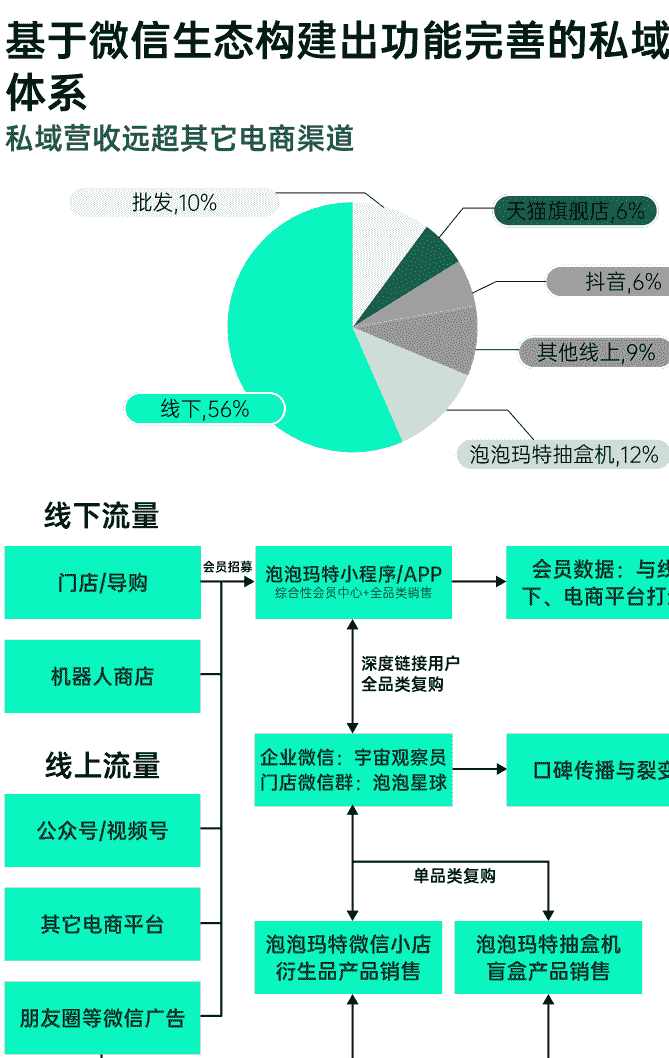 基于微信生态构建出功能完善的私域
体系
私域营收远超其它电商渠道
批发,10%
天猫旗舰店,6%
抖音,6%
其他线上,9%
线下,56%
泡泡玛特抽盒机,12%
线下流量
门店/导购
会员招募
泡泡玛特小程序/APP
综合性会员中心+全品类销售
会员数据：与线
下、电商平台打
机器人商店
深度链接用户
全品类复购
线上流量
企业微信：宇宙观察员
门店微信群：泡泡星球
口碑传播与裂变
公众号/视频号
单品类复购
其它电商平台
泡泡玛特微信小店
衍生品产品销售
泡泡玛特抽盒机
盲盒产品销售
朋友圈等微信广告